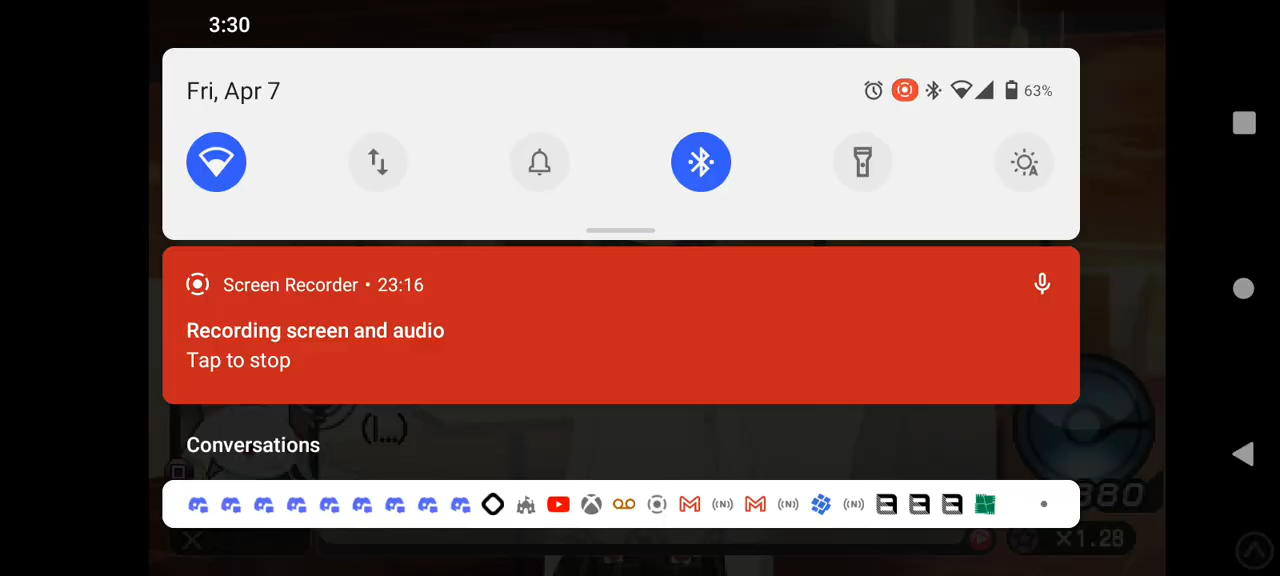 3:30
Fri, Apr 7
63%
Screen Recorder • 23:16
Recording screen and audio
Tap to stop
(I...)
Conversations
880
×1.28